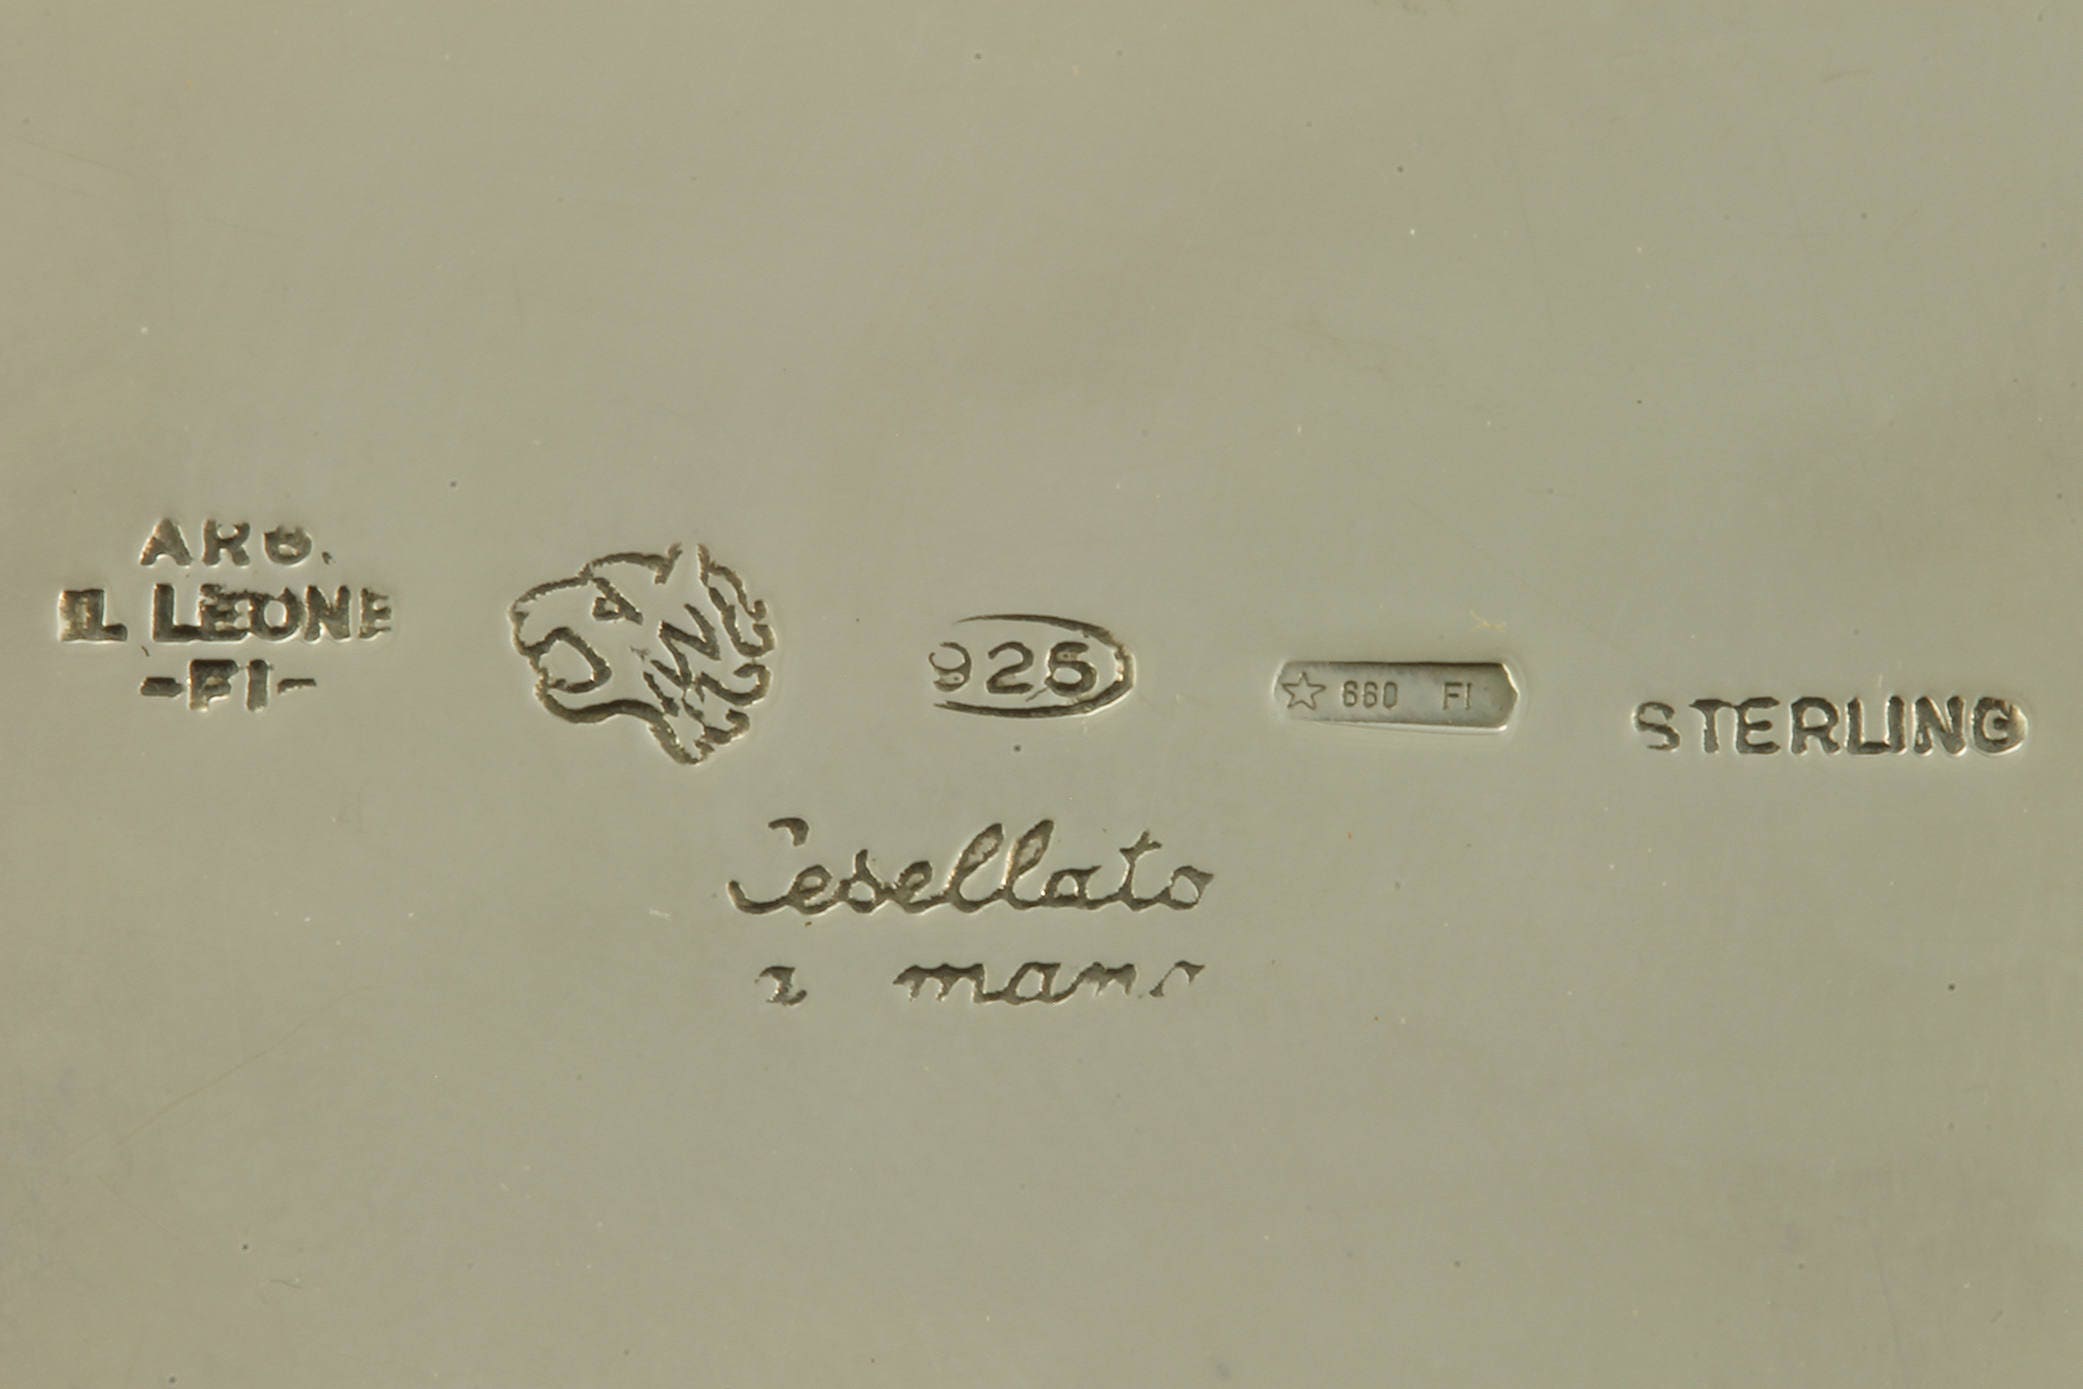 ARG.
IL LEONE
-FI-
925
☆ 660 FI
STERLING
Cesellato
a mano